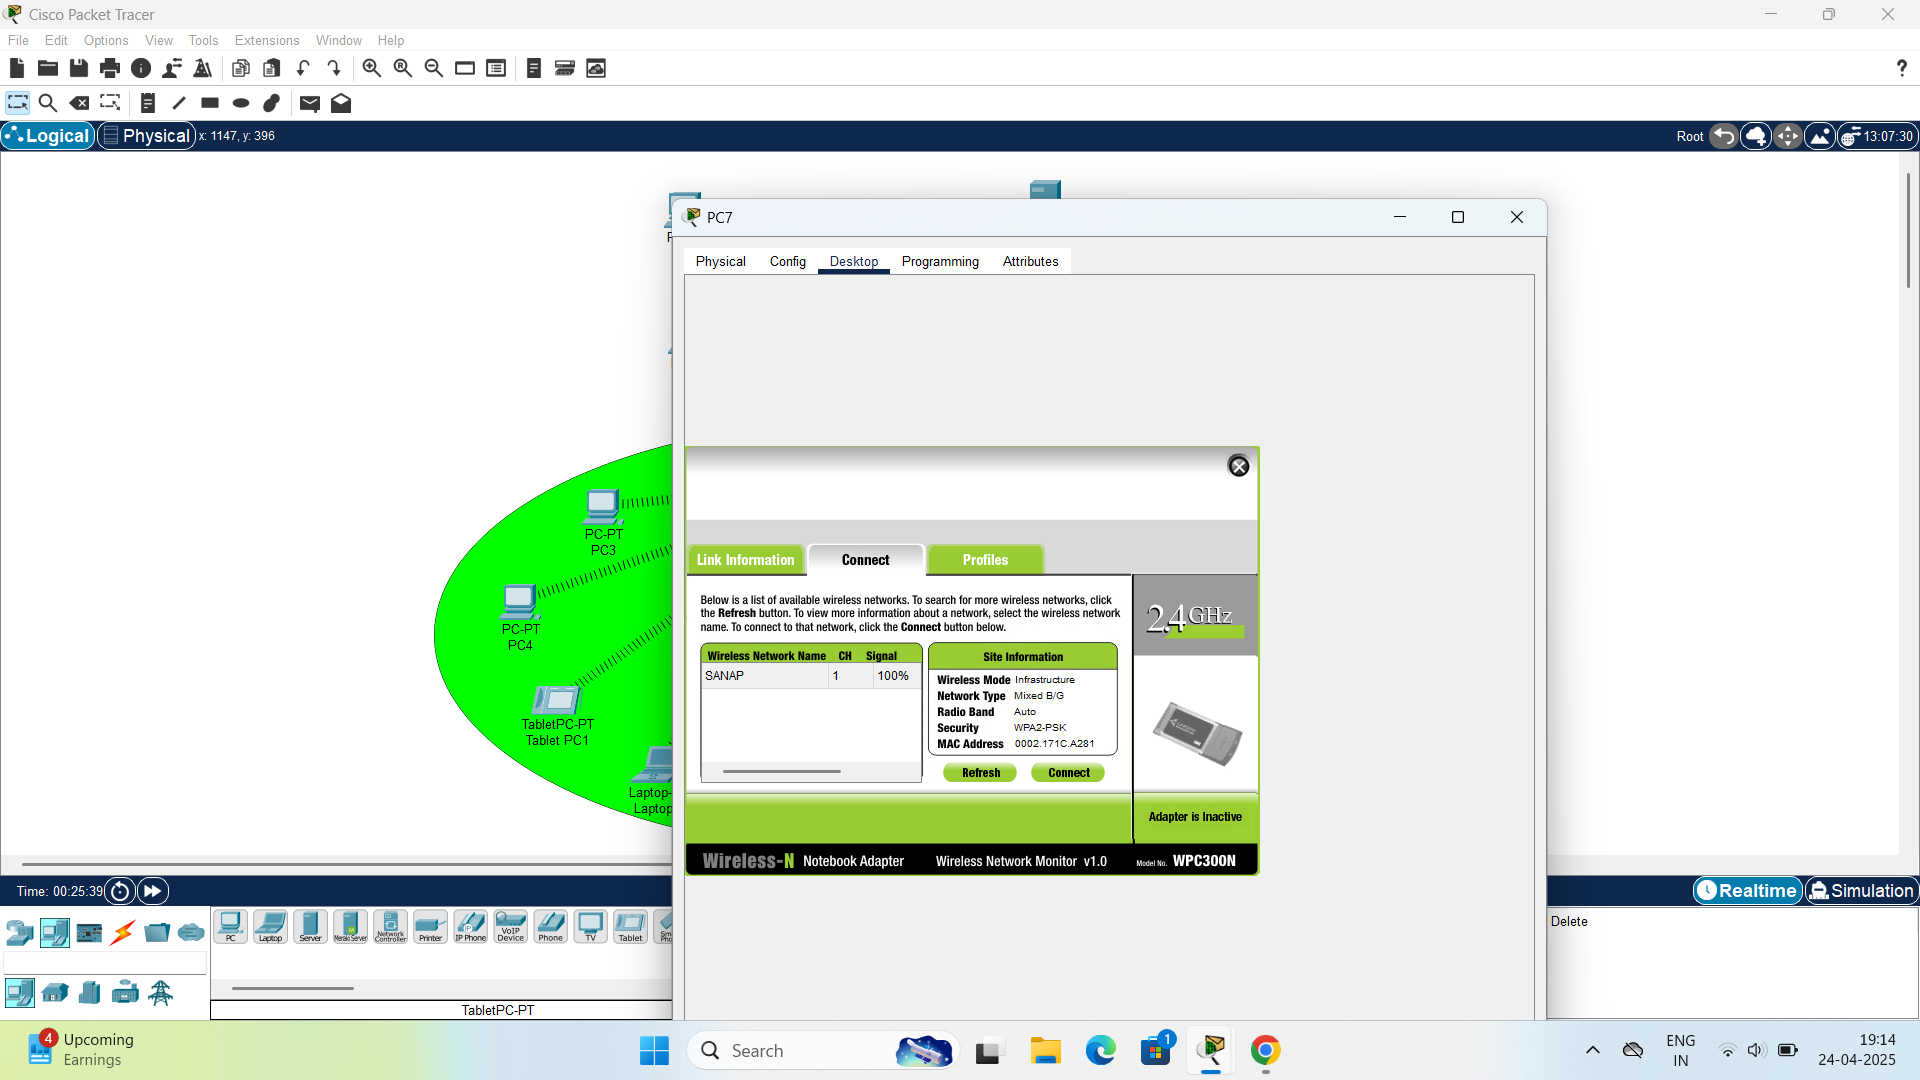 Cisco Packet Tracer
File Edit Options View Tools Extensions Window Help
?
Logical Physical x: 1147, y: 396
Root 13:07:30
PC7
Physical Config Desktop Programming Attributes
PC-PT
PC3
PC-PT
PC4
TabletPC-PT
Tablet PC1
Laptop-
Laptop
Link Information Connect Profiles
Below is a list of available wireless networks. To search for more wireless networks, click
the Refresh button. To view more information about a network, select the wireless network
name. To connect to that network, click the Connect button below.
2.4GHz
Wireless Network Name CH Signal
SANAP 1 100%
Site Information
Wireless Mode Infrastructure
Network Type Mixed B/G
Radio Band Auto
Security WPA2-PSK
MAC Address 0002.171C.A281
Refresh Connect
Adapter is Inactive
Wireless-N Notebook Adapter Wireless Network Monitor v1.0 Model No. WPC300N
Time: 00:25:39
Realtime Simulation
PC Laptop Server Meraki Server Network Controller Printer IP Phone VoIP Device Phone TV Tablet
Delete
TabletPC-PT
4 Upcoming
Earnings
Search
1
ENG
IN
19:14
24-04-2025